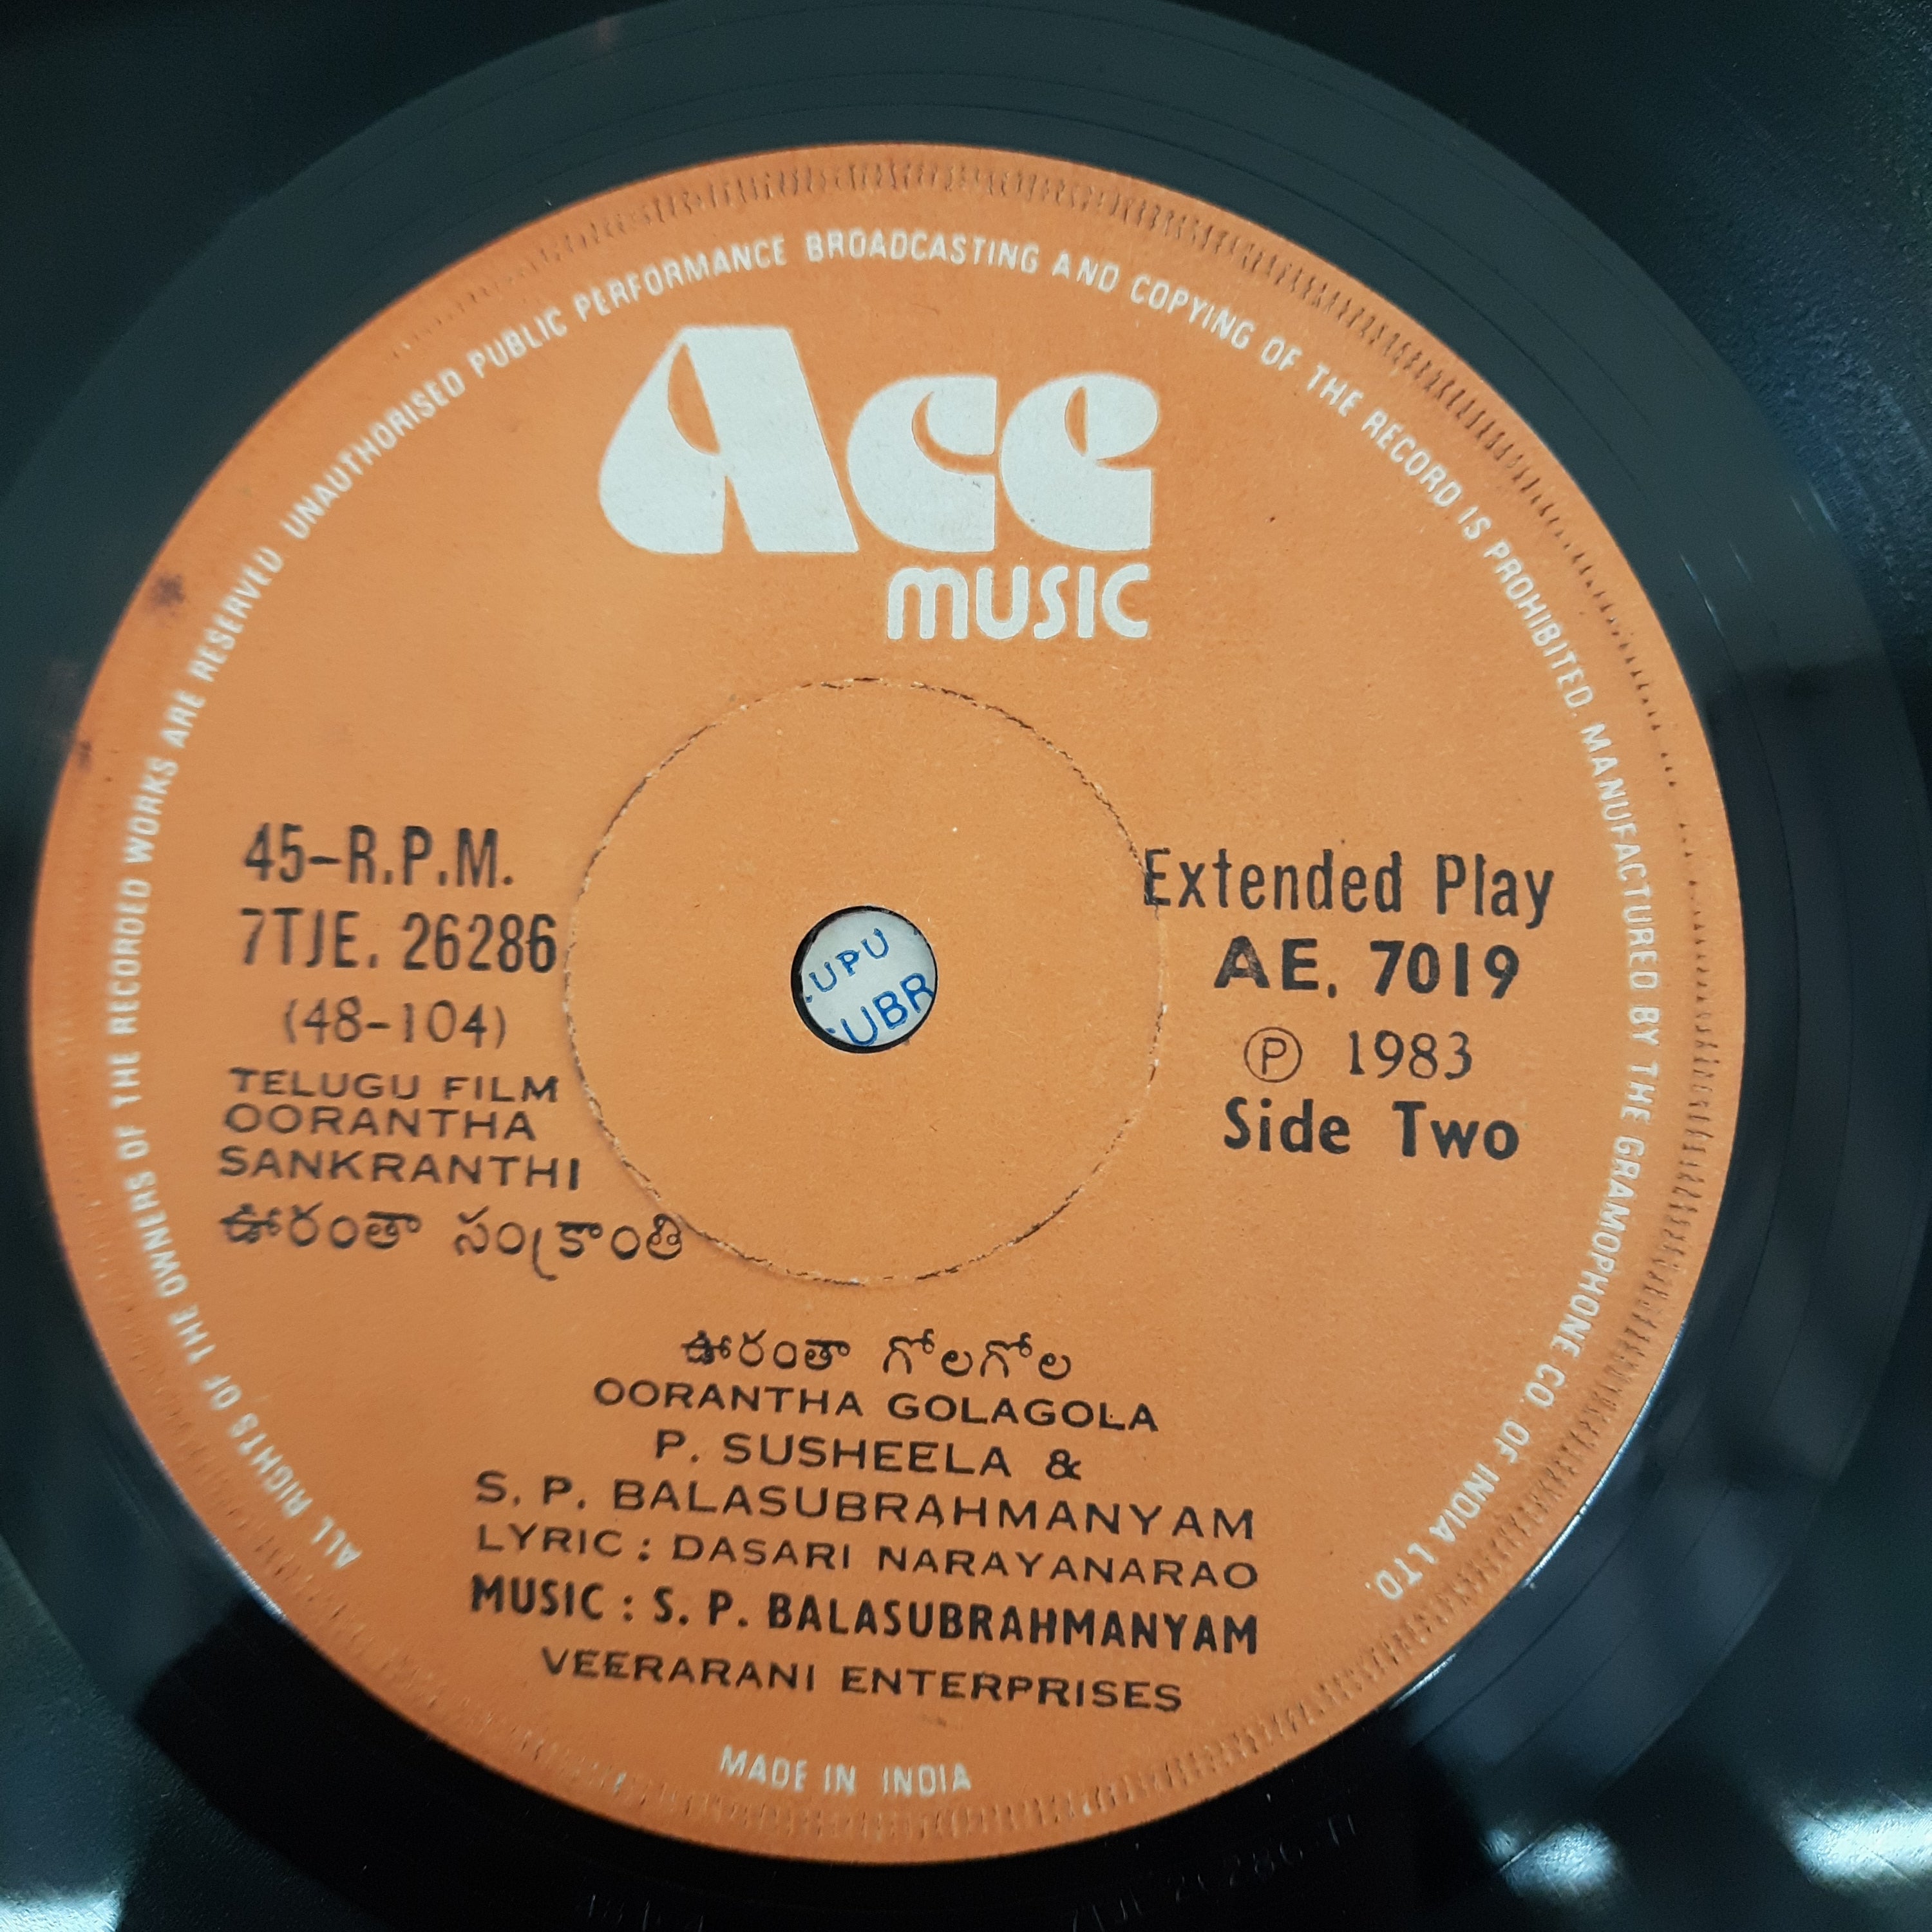 ALL RIGHTS OF THE OWNERS OF THE RECORDED WORKS ARE RESERVED UNAUTHORISED PUBLIC PERFORMANCE BROADCASTING AND COPYING OF THE RECORD IS PROHIBITED. MANUFACTURED BY THE GRAMOPHONE CO. OF INDIA LTD.
Ace
MUSIC
45-R.P.M.
7TJE. 26286
(48-104)
TELUGU FILM
OORANTHA
SANKRANTHI
ఊరంతా సంక్రాంతి
Extended Play
AE. 7019
Ⓟ 1983
Side Two
UPU
UBR
ఊరంతా గోలగోల
OORANTHA GOLAGOLA
P. SUSHEELA &
S. P. BALASUBRAHMANYAM
LYRIC : DASARI NARAYANARAO
MUSIC : S. P. BALASUBRAHMANYAM
VEERARANI ENTERPRISES
MADE IN INDIA